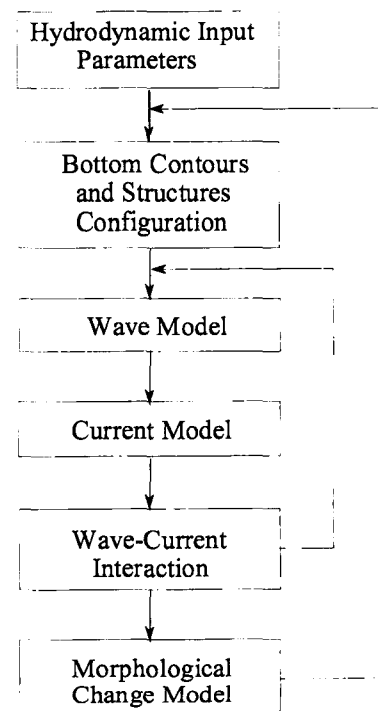 Hydrodynamic Input
Parameters
Bottom Contours
and Structures
Configuration
Wave Model
Current Model
Wave-Current
Interaction
Morphological
Change Model